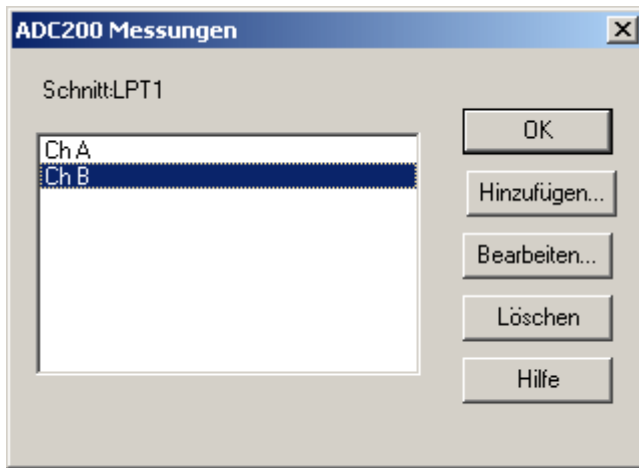 ADC200 Messungen
Schnitt:LPT1
Ch A
Ch B
OK
Hinzufügen...
Bearbeiten...
Löschen
Hilfe